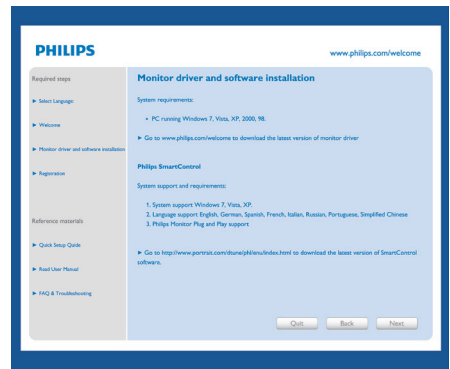 PHILIPS
www.philips.com/welcome
Required steps
Select Language:
Welcome
Monitor driver and software installation
Registration
Reference materials
Quick Setup Quide
Read User Manual
FAQ & Troubleshooting
Monitor driver and software installation
System requirements:
• PC running Windows 7, Vista, XP, 2000, 98.
Go to www.philips.com/welcome to download the latest version of monitor driver
Philips SmartControl
System support and requirements:
1. System support Windows 7, Vista, XP.
2. Language support English, German, Spanish, French, Italian, Russian, Portuguese, Simplified Chinese
3. Philips Monitor Plug and Play support
Go to http://www.portrait.com/dtune/phl/enu/index.html to download the latest version of SmartControl
software.
Quit
Back
Next